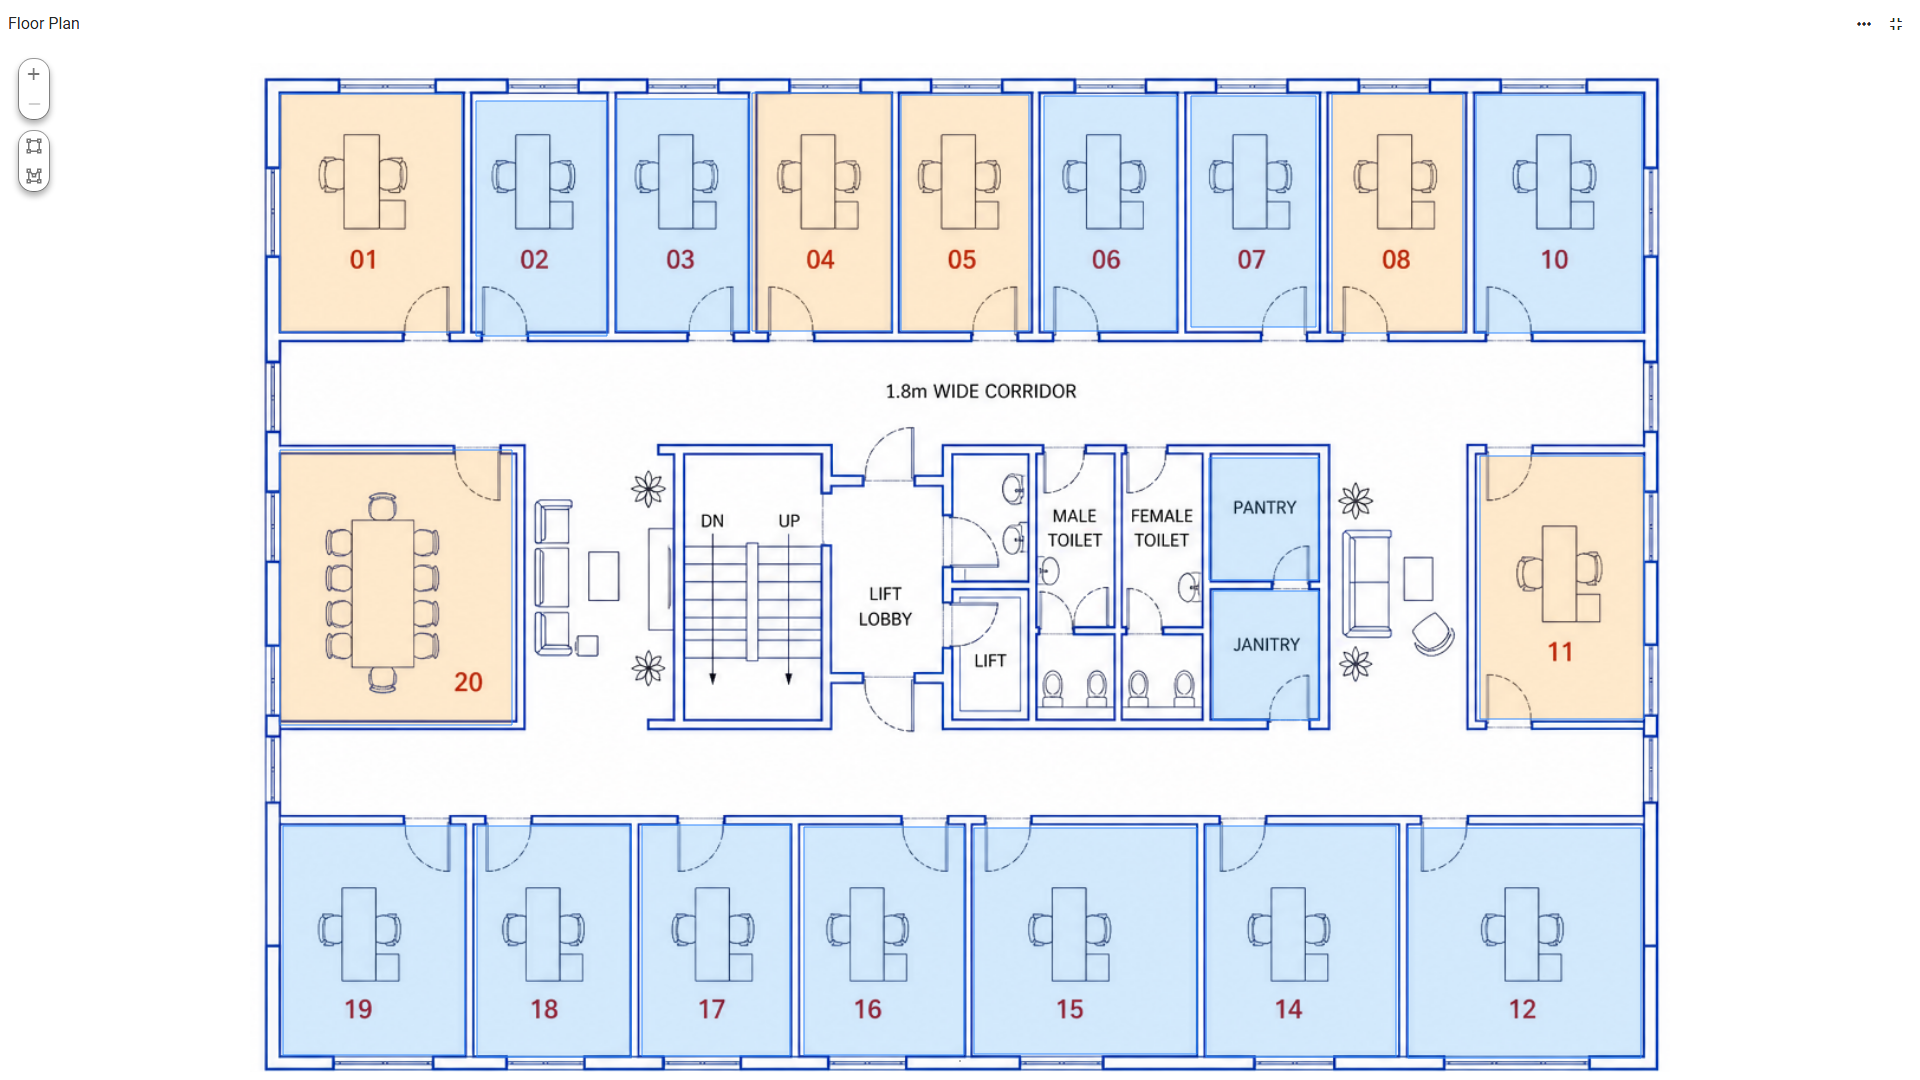 Floor Plan
01
02
03
04
05
06
07
08
10
1.8m WIDE CORRIDOR
DN
UP
LIFT
LOBBY
LIFT
MALE
TOILET
FEMALE
TOILET
PANTRY
JANITRY
11
20
19
18
17
16
15
14
12